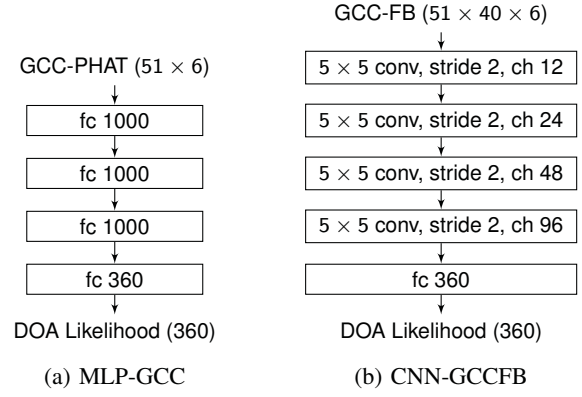 GCC-PHAT (51 × 6)
fc 1000
fc 1000
fc 1000
fc 360
DOA Likelihood (360)
(a) MLP-GCC
GCC-FB (51 × 40 × 6)
5 × 5 conv, stride 2, ch 12
5 × 5 conv, stride 2, ch 24
5 × 5 conv, stride 2, ch 48
5 × 5 conv, stride 2, ch 96
fc 360
DOA Likelihood (360)
(b) CNN-GCCFB